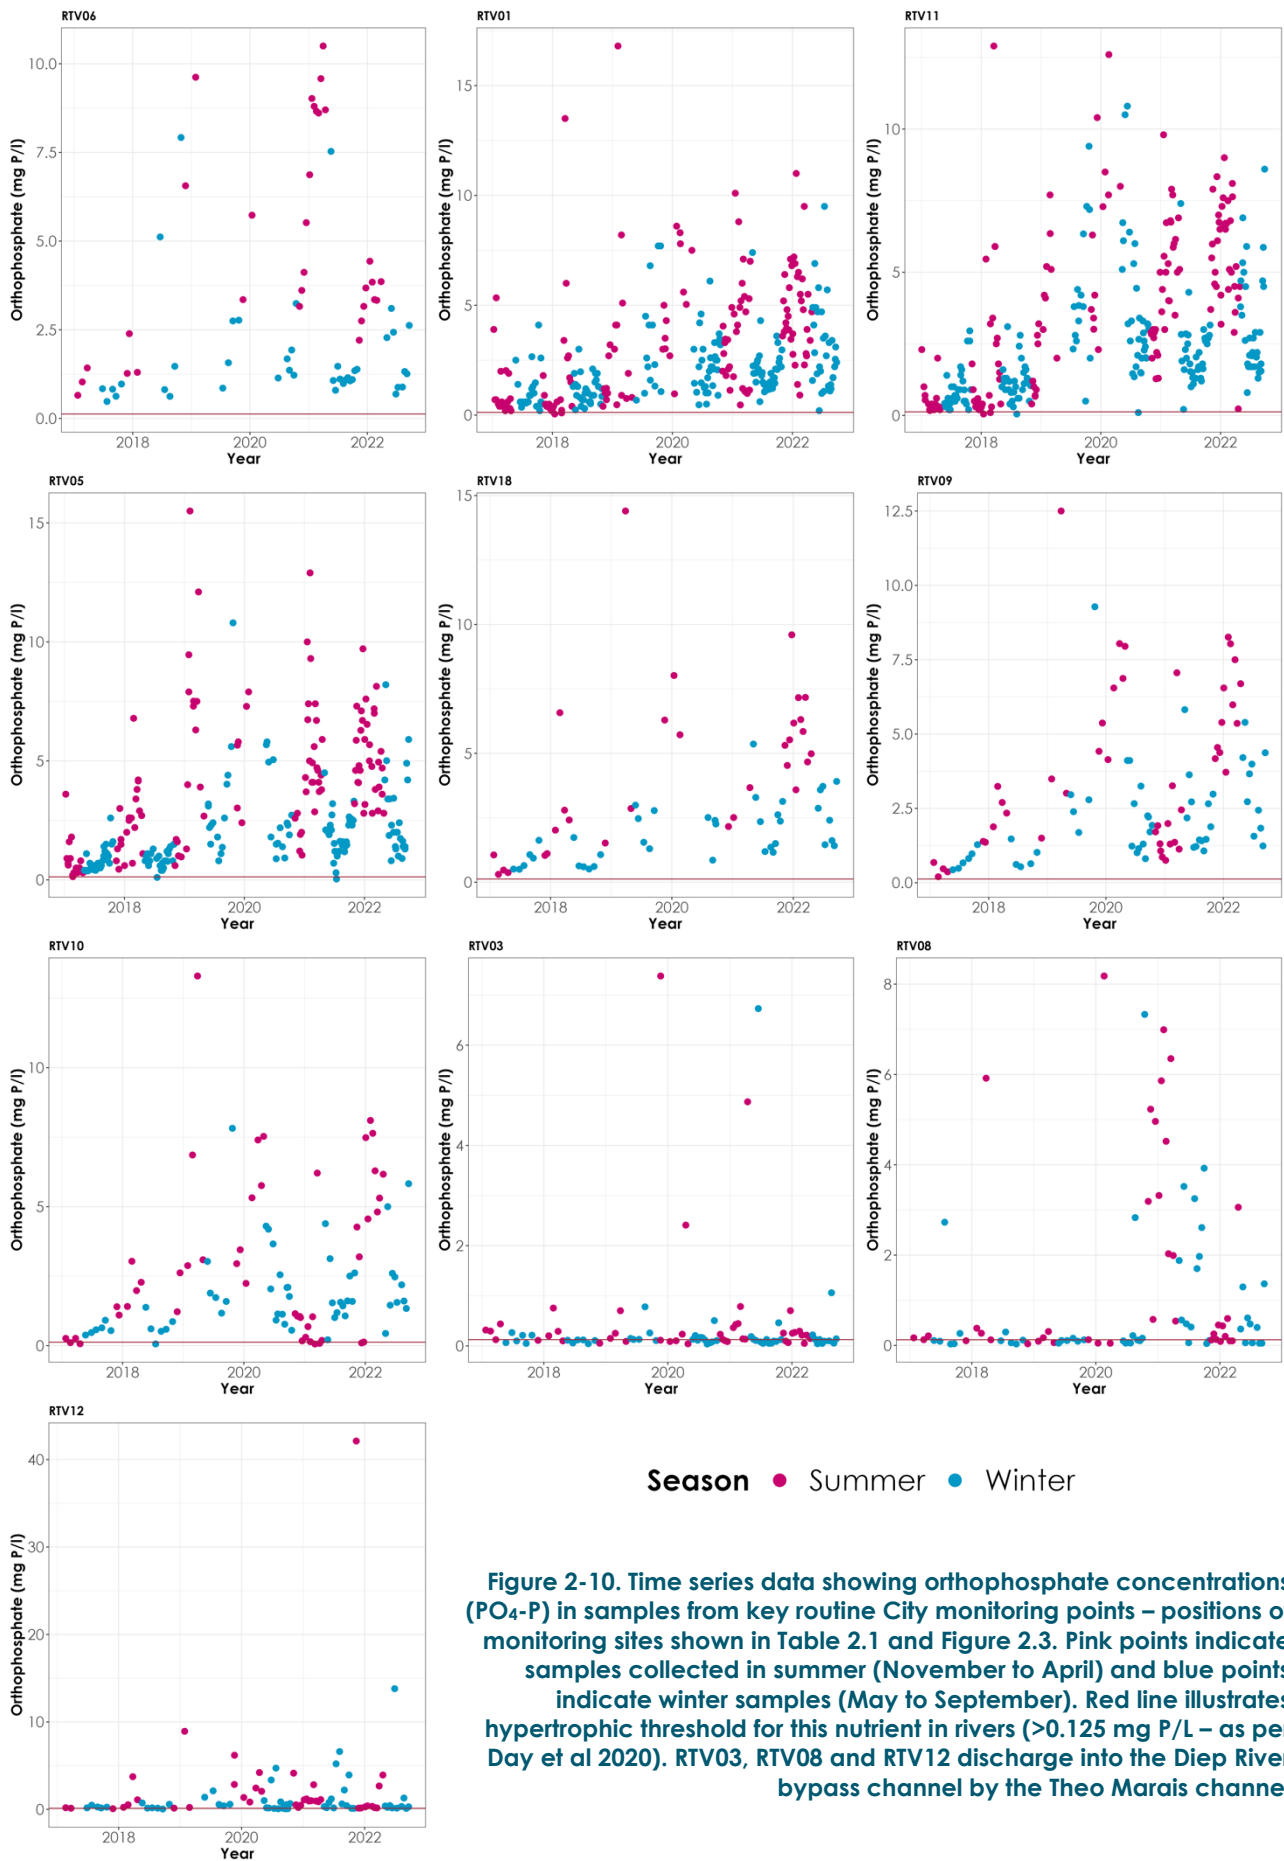 RTV06
Orthophosphate (mg P/l)
10.0
7.5
5.0
2.5
0.0
2018 2020 2022
Year
RTV01
Orthophosphate (mg P/l)
15
10
5
0
2018 2020 2022
Year
RTV11
Orthophosphate (mg P/l)
10
5
0
2018 2020 2022
Year
RTV05
Orthophosphate (mg P/l)
15
10
5
0
2018 2020 2022
Year
RTV18
Orthophosphate (mg P/l)
15
10
5
0
2018 2020 2022
Year
RTV09
Orthophosphate (mg P/l)
12.5
10.0
7.5
5.0
2.5
0.0
2018 2020 2022
Year
RTV10
Orthophosphate (mg P/l)
10
5
0
2018 2020 2022
Year
RTV03
Orthophosphate (mg P/l)
6
4
2
0
2018 2020 2022
Year
RTV08
Orthophosphate (mg P/l)
8
6
4
2
0
2018 2020 2022
Year
RTV12
Orthophosphate (mg P/l)
40
30
20
10
0
2018 2020 2022
Year
Season Summer Winter
Figure 2-10. Time series data showing orthophosphate concentrations
(PO₄-P) in samples from key routine City monitoring points – positions o
monitoring sites shown in Table 2.1 and Figure 2.3. Pink points indicate
samples collected in summer (November to April) and blue points
indicate winter samples (May to September). Red line illustrates
hypertrophic threshold for this nutrient in rivers (>0.125 mg P/L – as pe
Day et al 2020). RTV03, RTV08 and RTV12 discharge into the Diep Rive
bypass channel by the Theo Marais channe